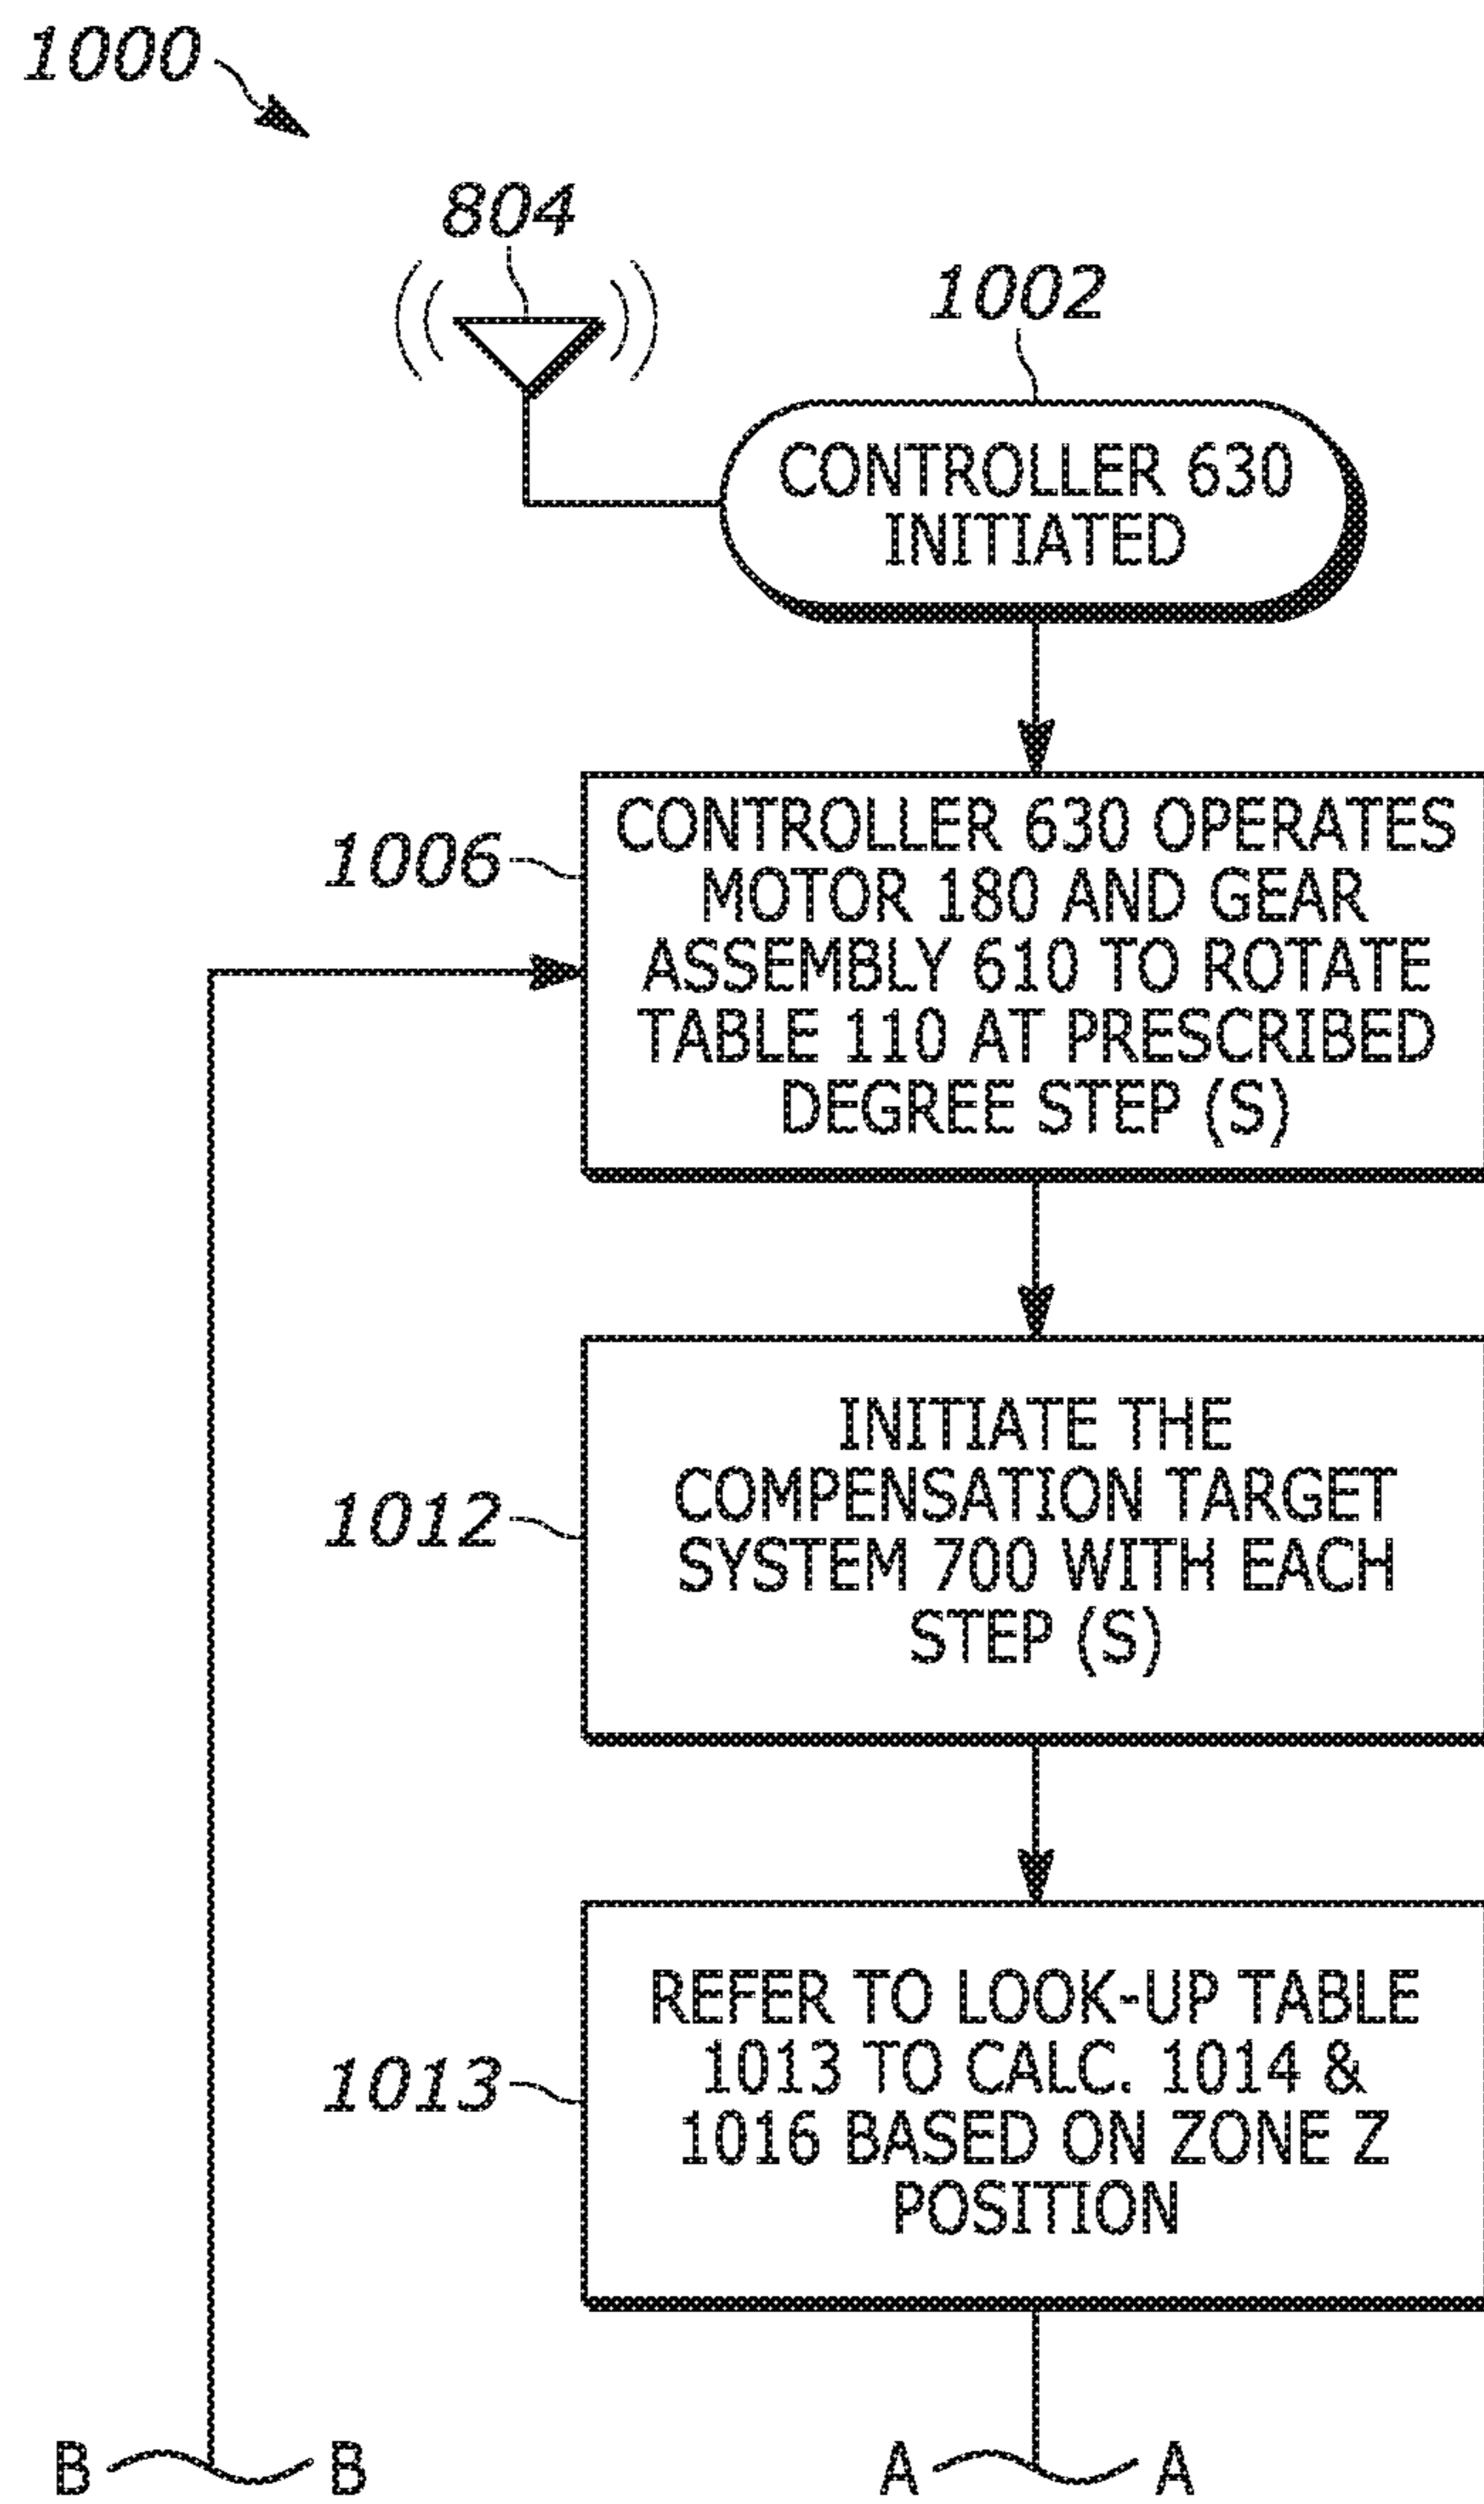 1000
804
1002
CONTROLLER 630
INITIATED
1006
CONTROLLER 630 OPERATES
MOTOR 180 AND GEAR
ASSEMBLY 610 TO ROTATE
TABLE 110 AT PRESCRIBED
DEGREE STEP (S)
1012
INITIATE THE
COMPENSATION TARGET
SYSTEM 700 WITH EACH
STEP (S)
1013
REFER TO LOOK-UP TABLE
1013 TO CALC. 1014 &
1016 BASED ON ZONE Z
POSITION
B B A A